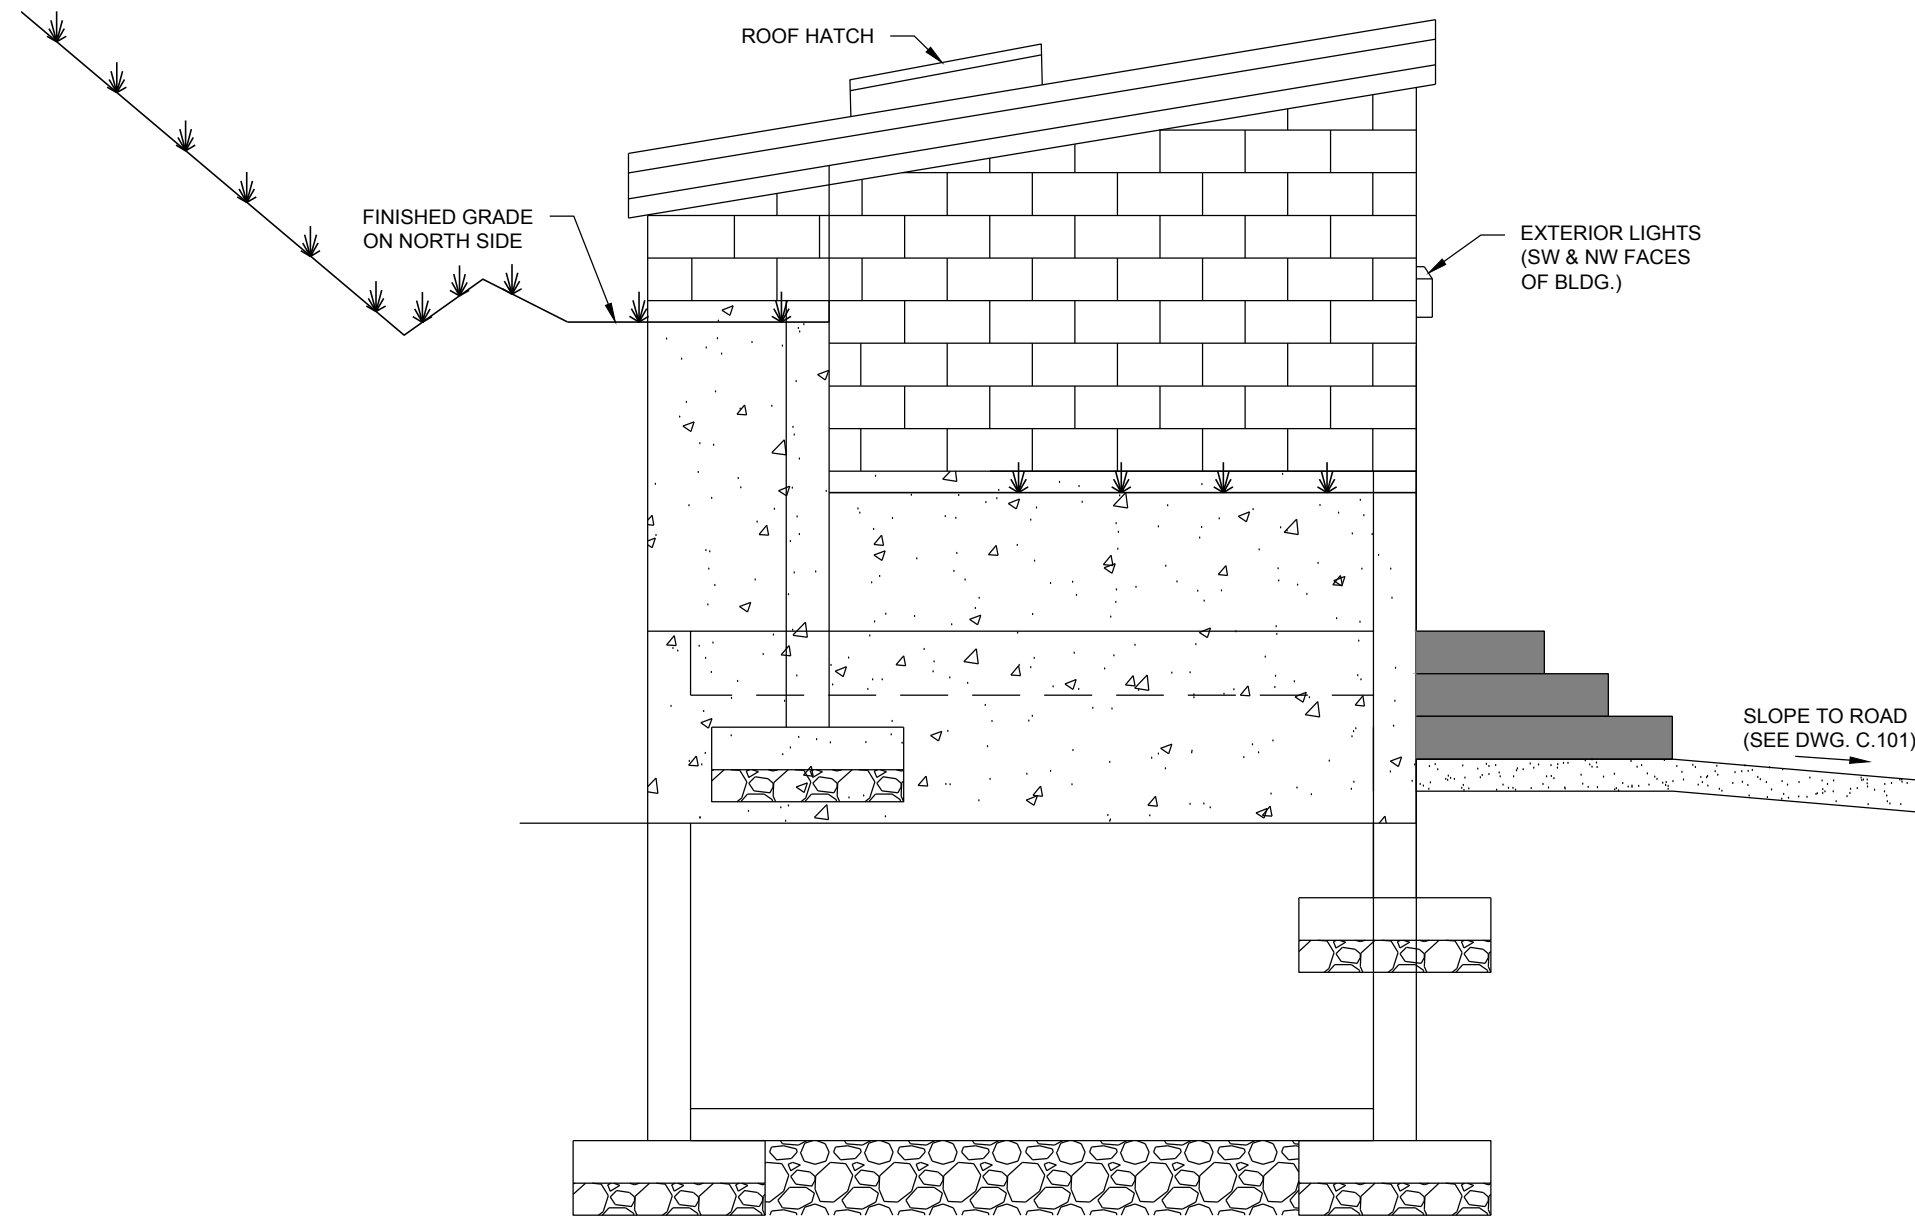 ROOF HATCH
FINISHED GRADE
ON NORTH SIDE
EXTERIOR LIGHTS
(SW & NW FACES
OF BLDG.)
SLOPE TO ROAD
(SEE DWG. C.101)